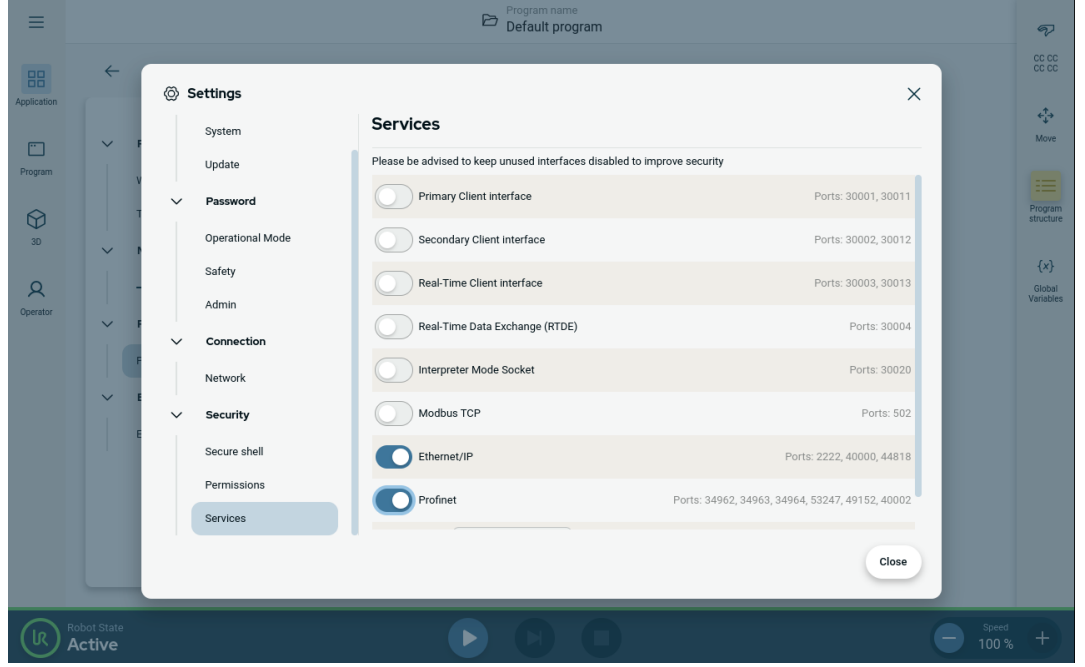 Program name
Default program
Application
Program
3D
Operator
CC CC
CC CC
Move
Program
structure
{x}
Global
Variables
Settings
System
Update
Password
Operational Mode
Safety
Admin
Connection
Network
Security
Secure shell
Permissions
Services
Services
Please be advised to keep unused interfaces disabled to improve security
Primary Client interface Ports: 30001, 30011
Secondary Client interface Ports: 30002, 30012
Real-Time Client interface Ports: 30003, 30013
Real-Time Data Exchange (RTDE) Ports: 30004
Interpreter Mode Socket Ports: 30020
Modbus TCP Ports: 502
Ethernet/IP Ports: 2222, 40000, 44818
Profinet Ports: 34962, 34963, 34964, 53247, 49152, 40002
Close
UR
Robot State
Active
Speed
100 %